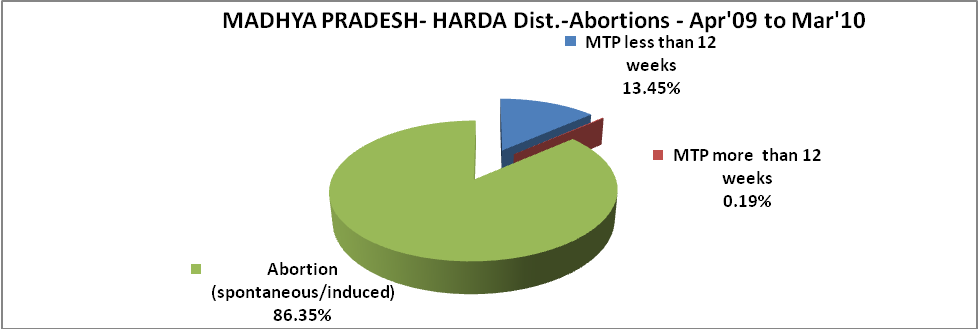 MADHYA PRADESH- HARDA Dist.-Abortions - Apr'09 to Mar'10
MTP less than 12
weeks
13.45%
MTP more than 12
weeks
0.19%
Abortion
(spontaneous/induced)
86.35%